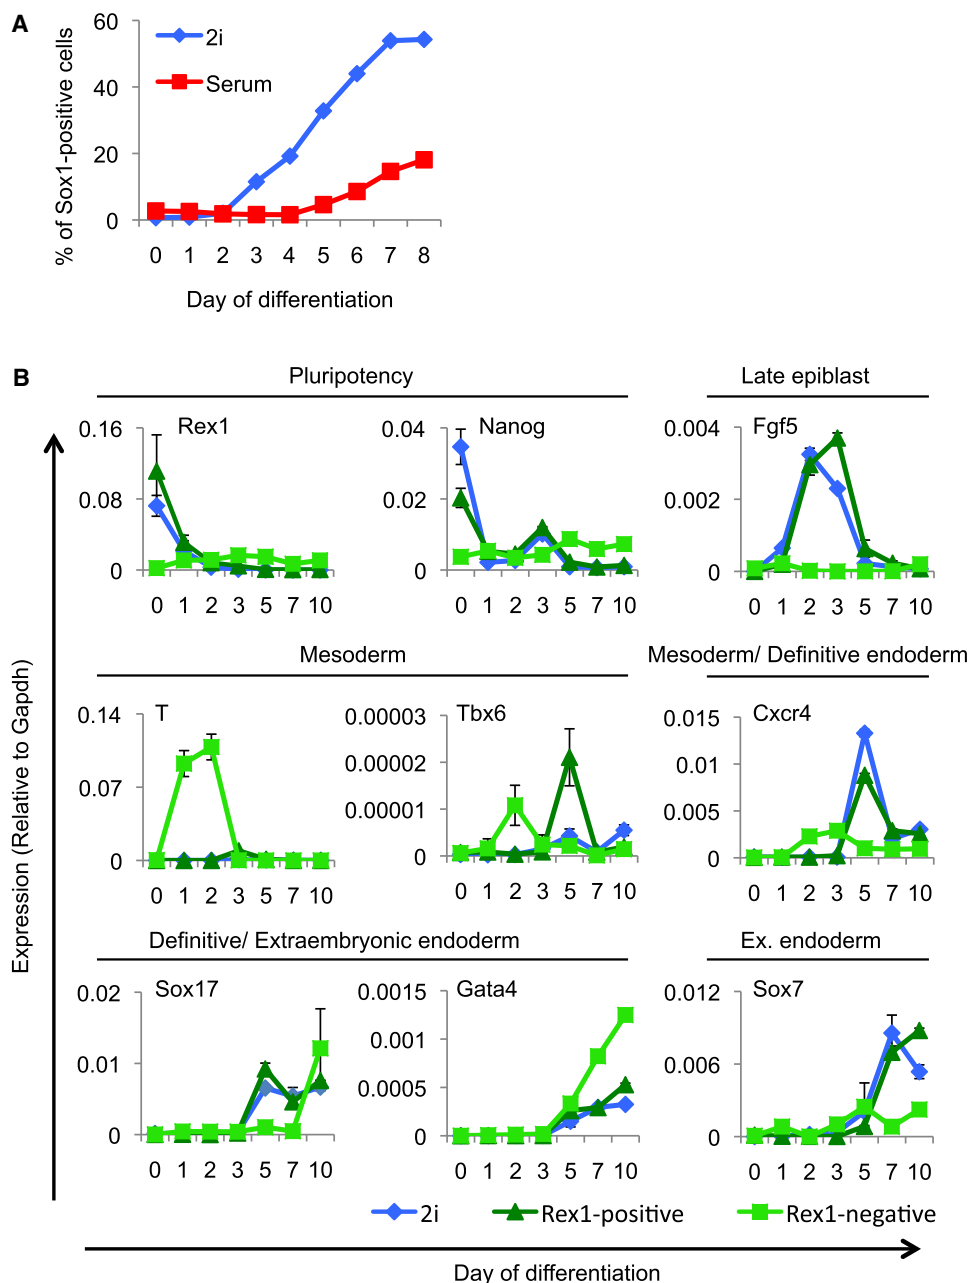 A
% of Sox1-positive cells
60
40
20
0
2i
Serum
0 1 2 3 4 5 6 7 8
Day of differentiation
B
Pluripotency
Late epiblast
Expression (Relative to Gapdh)
Rex1
0.16
0.08
0
0 1 2 3 5 7 10
Nanog
0.04
0.02
0
0 1 2 3 5 7 10
Fgf5
0.004
0.002
0
0 1 2 3 5 7 10
Mesoderm
Mesoderm/ Definitive endoderm
T
0.14
0.07
0
0 1 2 3 5 7 10
Tbx6
0.00003
0.00002
0.00001
0
0 1 2 3 5 7 10
Cxcr4
0.015
0.01
0.005
0
0 1 2 3 5 7 10
Definitive/ Extraembryonic endoderm
Ex. endoderm
Sox17
0.02
0.01
0
0 1 2 3 5 7 10
Gata4
0.0015
0.001
0.0005
0
0 1 2 3 5 7 10
Sox7
0.012
0.006
0
0 1 2 3 5 7 10
2i
Rex1-positive
Rex1-negative
Day of differentiation